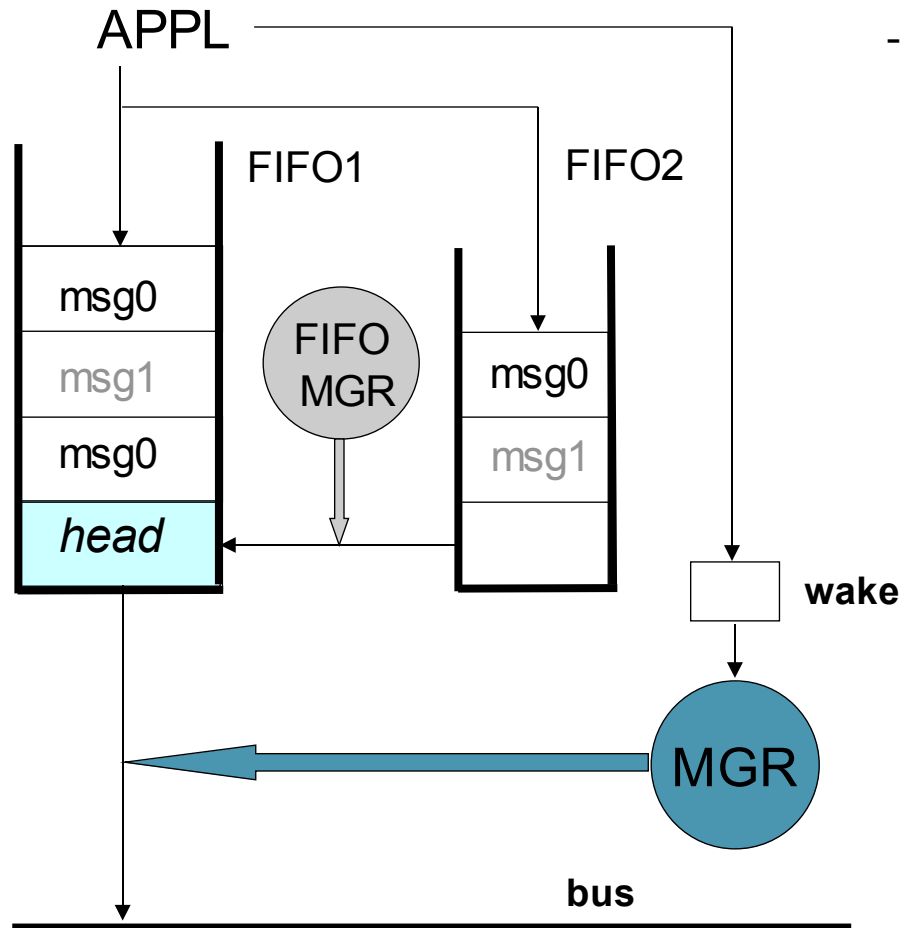 APPL
-
FIFO1
FIFO2
msg0
msg1
msg0
head
FIFO
MGR
msg0
msg1
wake
MGR
bus